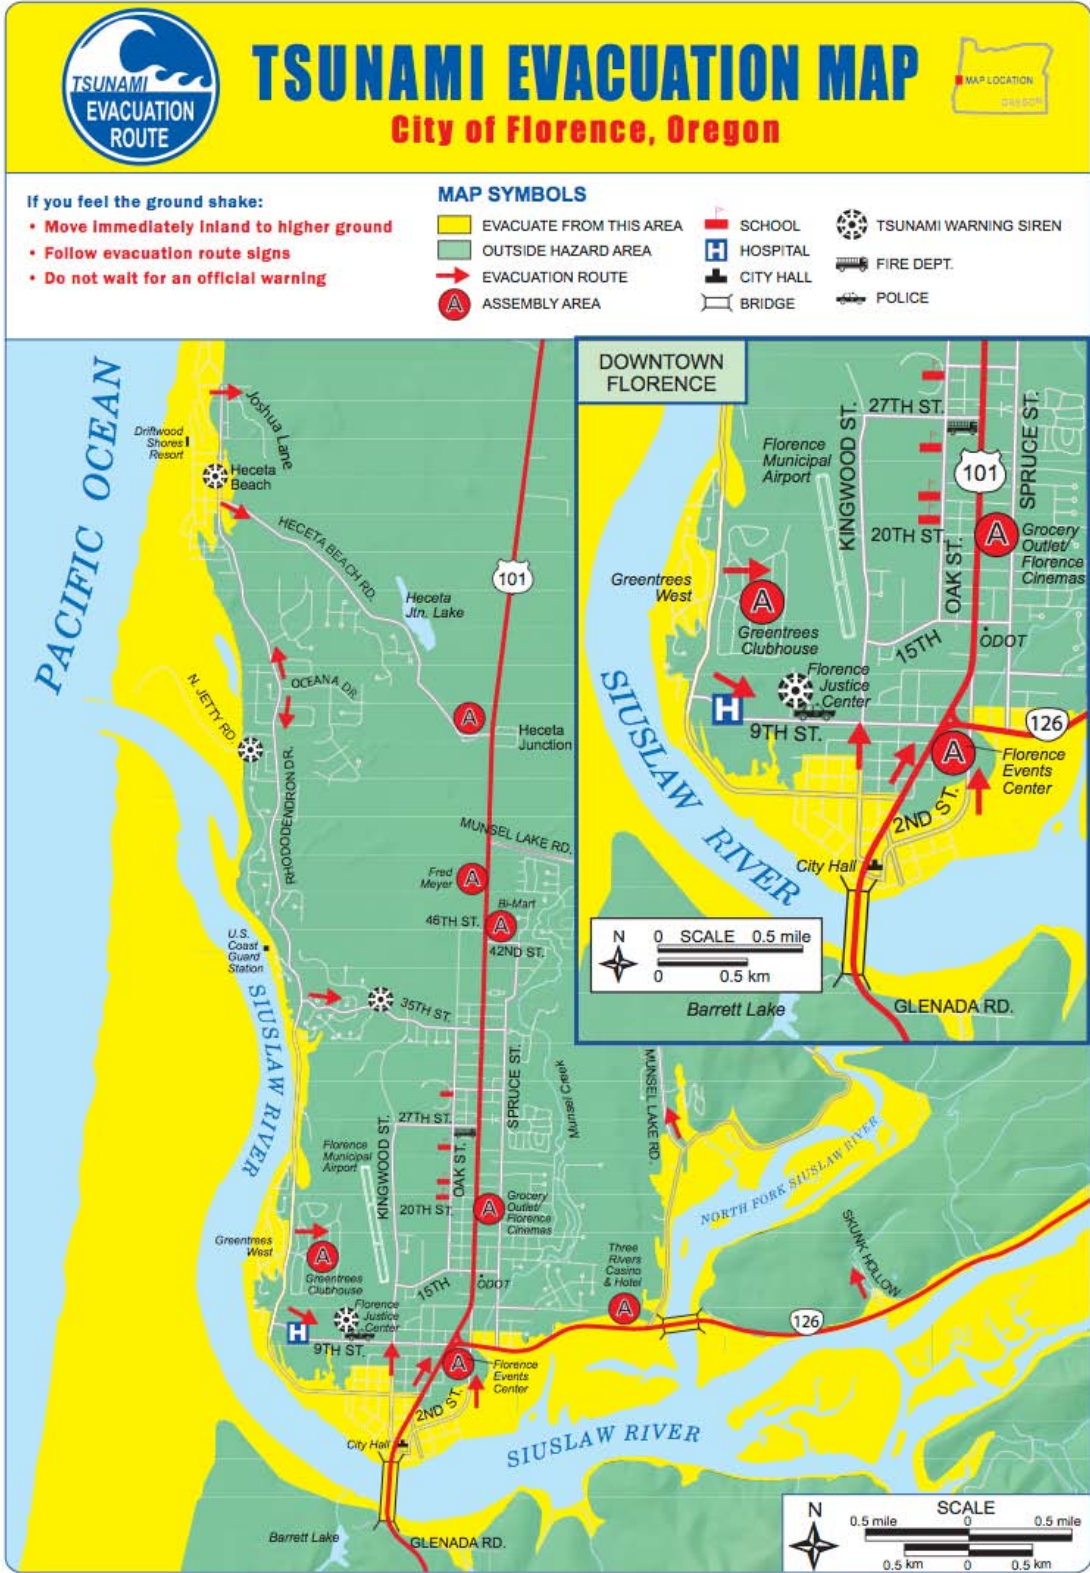 TSUNAMI
EVACUATION
ROUTE
TSUNAMI EVACUATION MAP
City of Florence, Oregon
MAP LOCATION
OREGON
If you feel the ground shake:
• Move immediately inland to higher ground
• Follow evacuation route signs
• Do not wait for an official warning
MAP SYMBOLS
EVACUATE FROM THIS AREA
OUTSIDE HAZARD AREA
EVACUATION ROUTE
A ASSEMBLY AREA
SCHOOL
H HOSPITAL
CITY HALL
BRIDGE
TSUNAMI WARNING SIREN
FIRE DEPT.
POLICE
PACIFIC OCEAN
Joshua Lane
Driftwood
Shores
Resort
Heceta
Beach
HECETA BEACH RD.
101
Heceta
Jtn. Lake
N. JETTY RD.
OCEANA DR.
A
Heceta
Junction
RHODODENDRON DR.
MUNSEL LAKE RD.
Fred
Meyer
A
Bi-Mart
46TH ST.
A
42ND ST.
U.S.
Coast
Guard
Station
SIUSLAW RIVER
35TH ST.
SPRUCE ST.
Munsel Creek
MUNSEL LAKE RD.
27TH ST.
KINGWOOD ST.
OAK ST.
Florence
Municipal
Airport
20TH ST.
A
Grocery
Outlet/
Florence
Cinemas
NORTH FORK SIUSLAW RIVER
SKUNK HOLLOW
Greentrees
West
A
Greentrees
Clubhouse
15TH
ODOT
Three
Rivers
Casino
& Hotel
A
126
Florence
Justice
Center
H
9TH ST.
A
Florence
Events
Center
2ND ST.
City Hall
SIUSLAW RIVER
Barrett Lake
GLENADA RD.
N
SCALE
0.5 mile 0 0.5 mile
0.5 km 0 0.5 km
DOWNTOWN
FLORENCE
27TH ST.
KINGWOOD ST.
SPRUCE ST.
Florence
Municipal
Airport
101
20TH ST.
OAK ST.
A
Grocery
Outlet/
Florence
Cinemas
Greentrees
West
A
Greentrees
Clubhouse
15TH
ODOT
Florence
Justice
Center
H
9TH ST.
126
A
Florence
Events
Center
2ND ST.
SIUSLAW RIVER
City Hall
N
0 SCALE 0.5 mile
0 0.5 km
Barrett Lake
GLENADA RD.